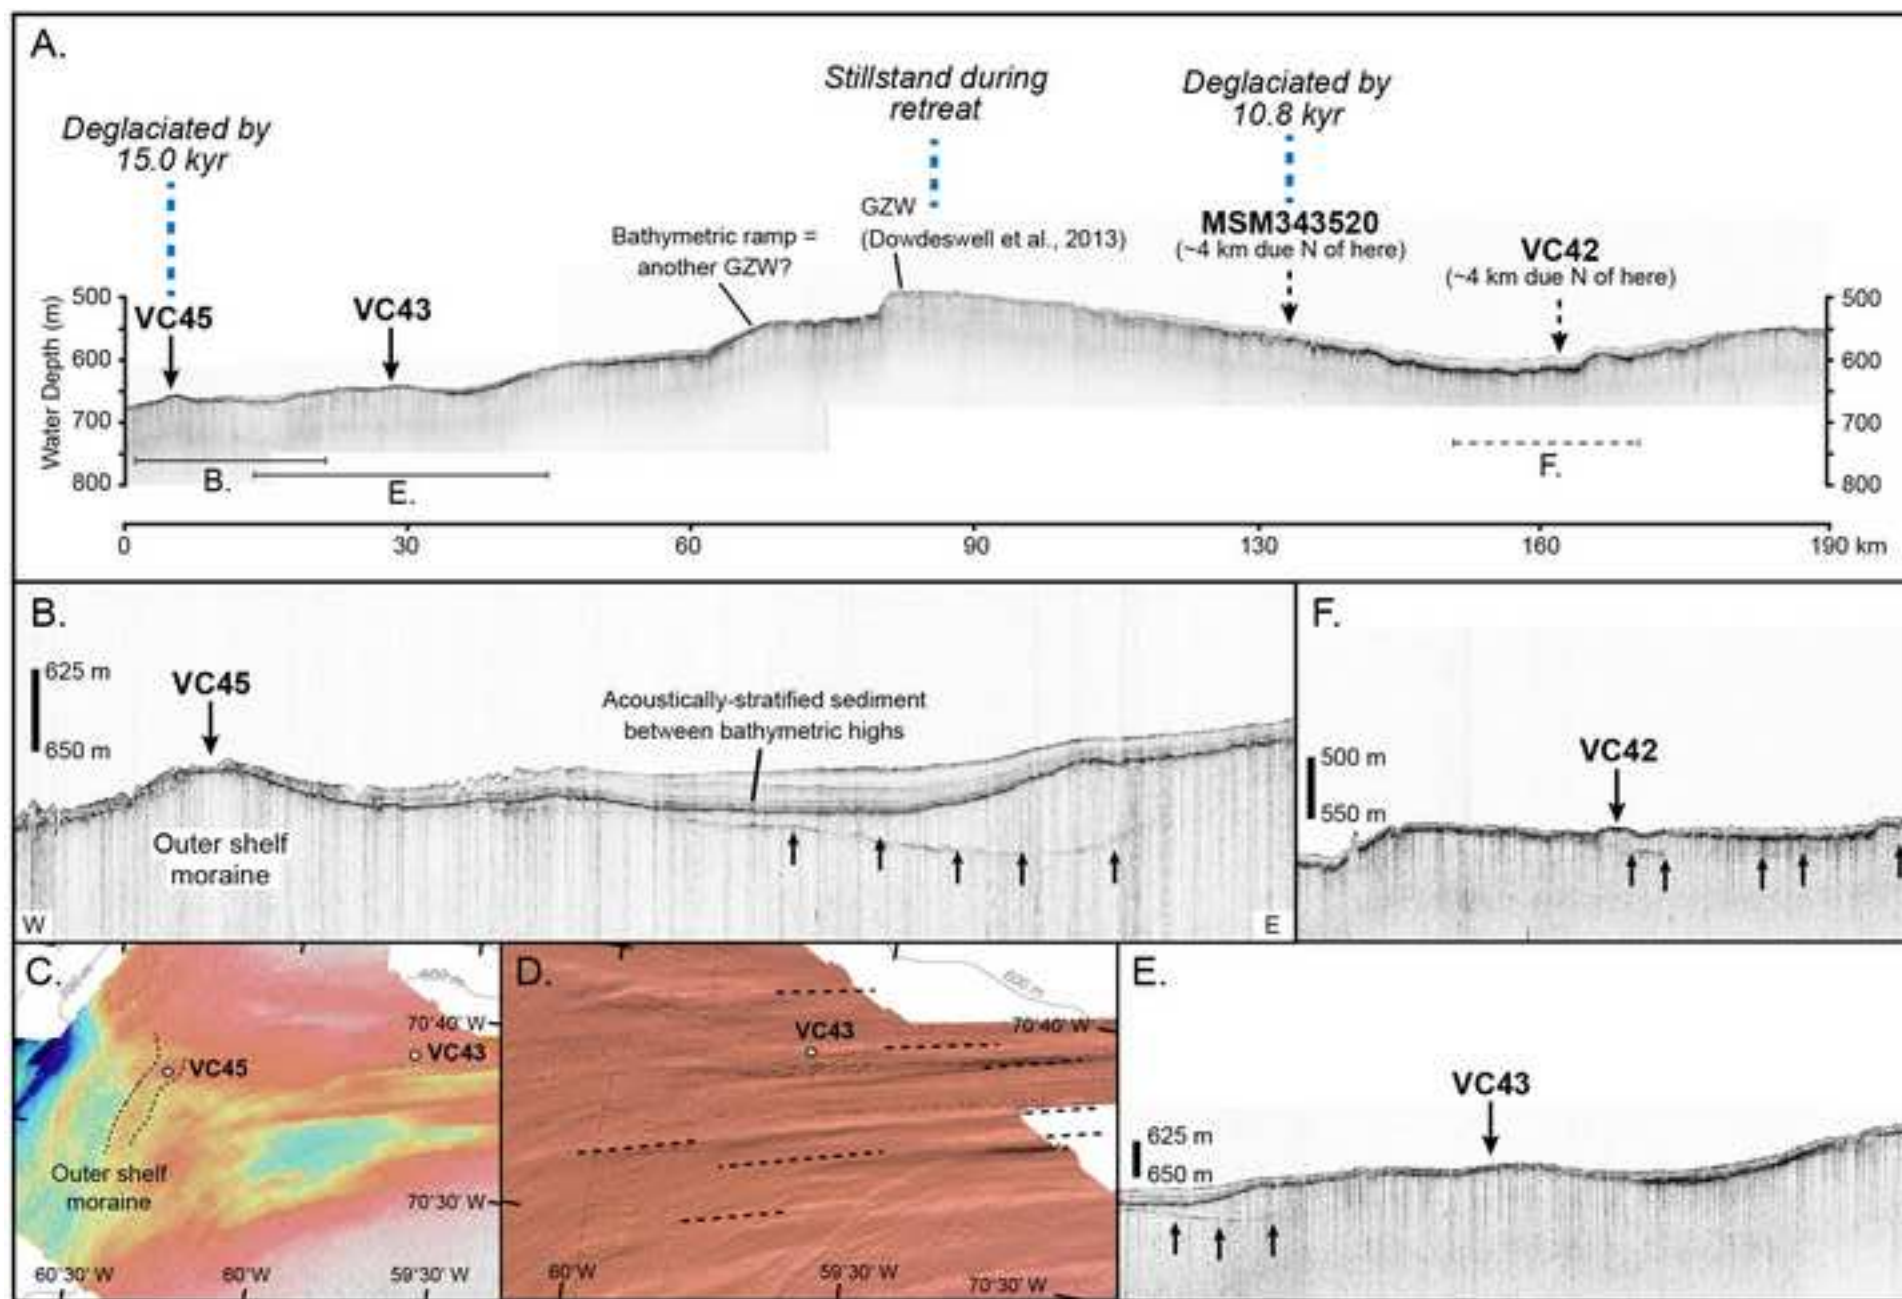 A.
Deglaciated by
15.0 kyr
Stillstand during
retreat
Deglaciated by
10.8 kyr
Bathymetric ramp =
another GZW?
GZW
(Dowdeswell et al., 2013)
MSM343520
(~4 km due N of here)
VC42
(~4 km due N of here)
VC45
VC43
Water Depth (m)
500
600
700
800
500
600
700
800
B.
E.
F.
0
30
60
90
130
160
190 km
B.
625 m
650 m
VC45
Acoustically-stratified sediment
between bathymetric highs
Outer shelf
moraine
W
E
F.
500 m
550 m
VC42
C.
70°40' W
VC43
VC45
Outer shelf
moraine
70°30' W
60°30' W
60°W
59°30' W
D.
600 m
70°40' W
VC43
60°W
59°30' W
70°30' W
E.
VC43
625 m
650 m